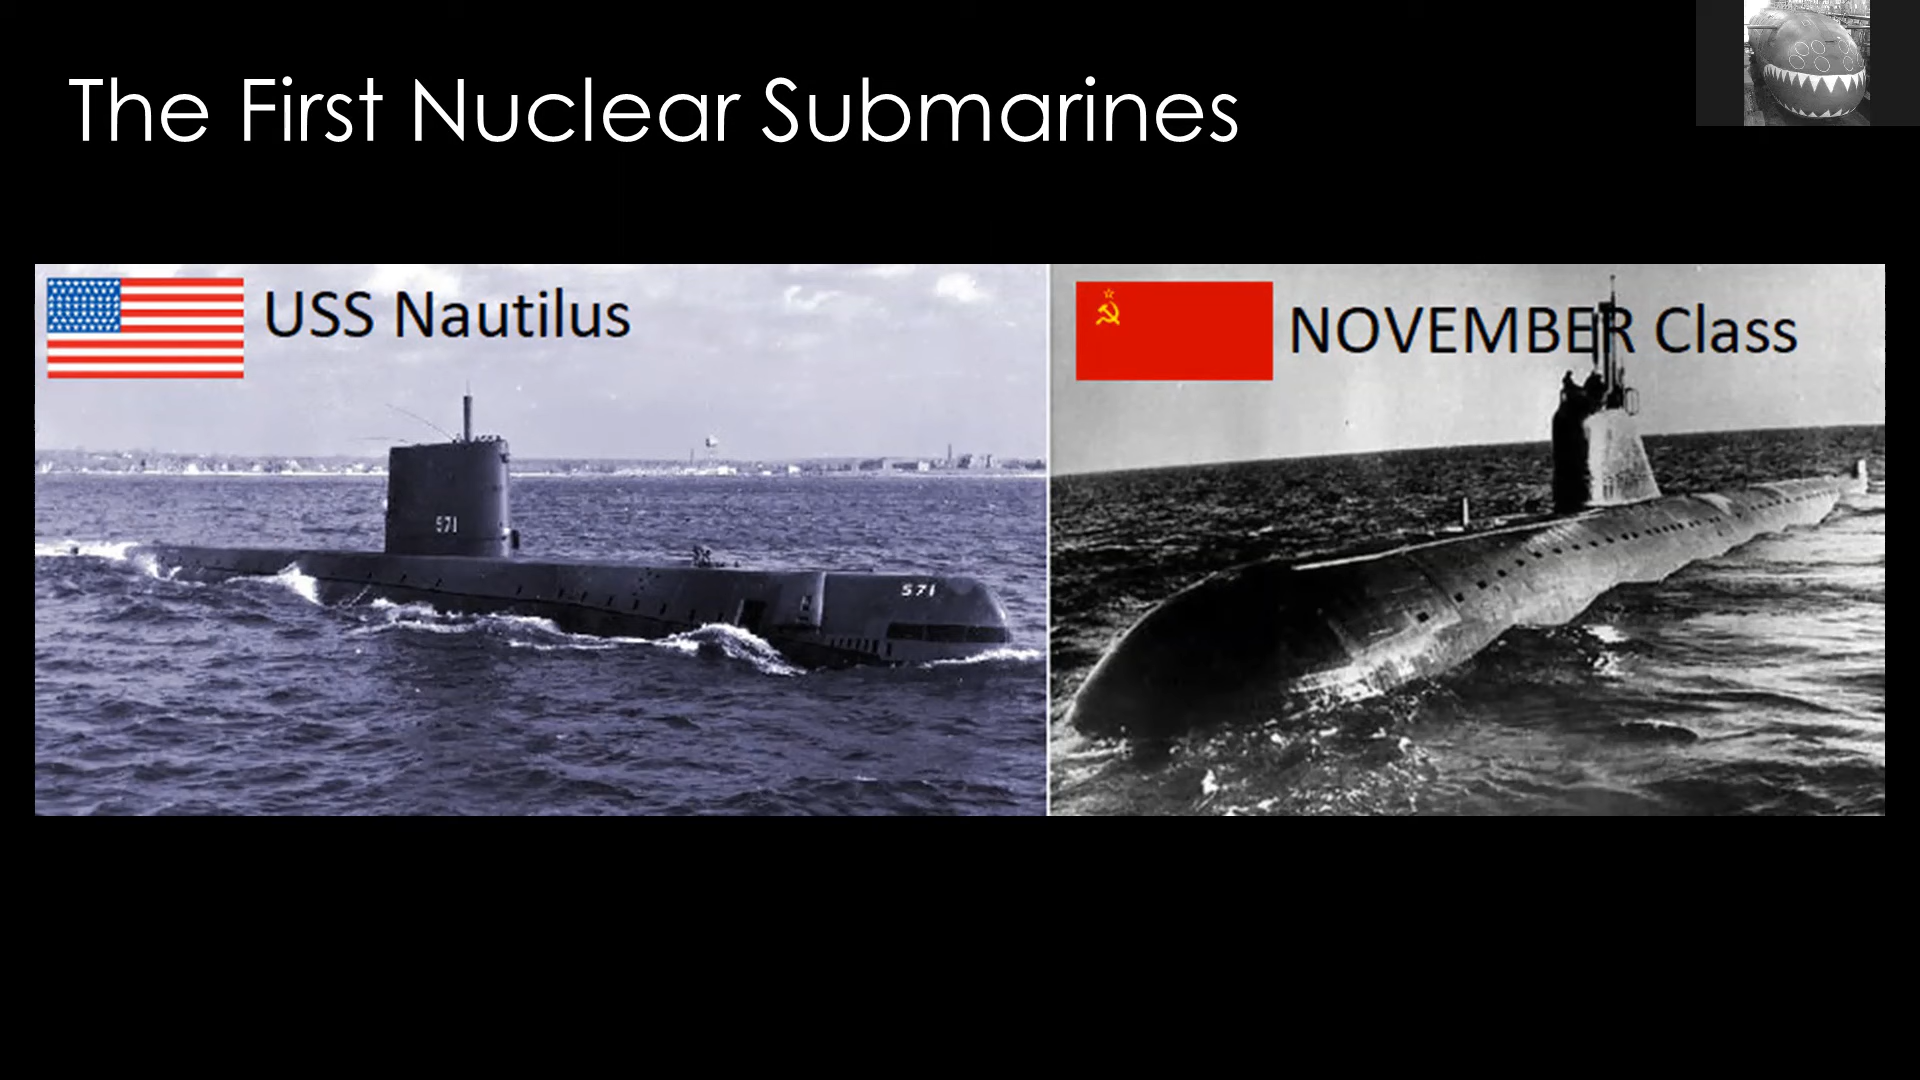 The First Nuclear Submarines
USS Nautilus
NOVEMBER Class
571
571